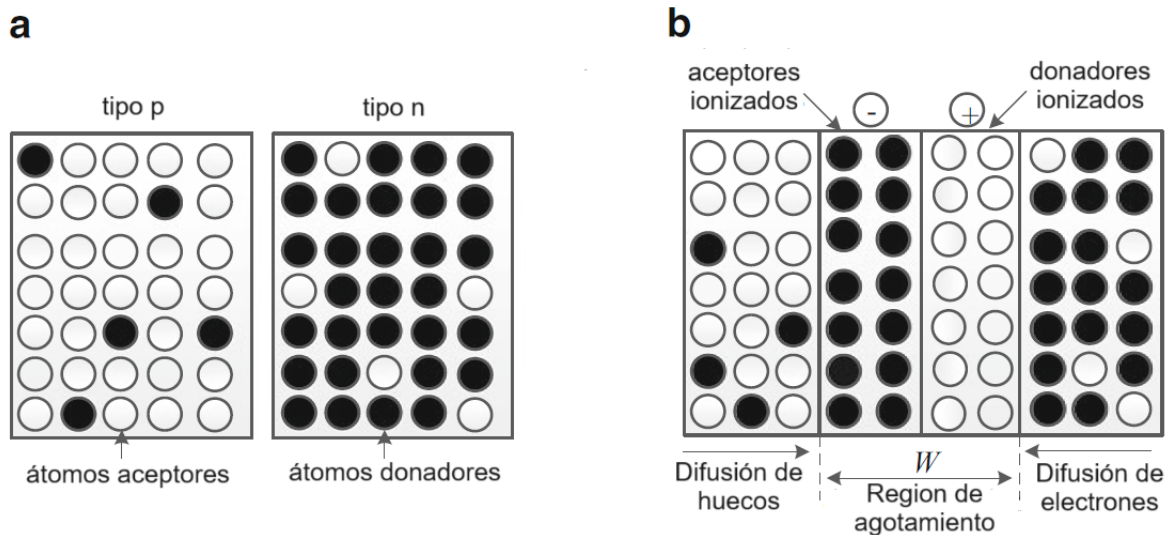 a
tipo p
tipo n
átomos aceptores
átomos donadores
b
aceptores
ionizados
-
+
donadores
ionizados
Difusión de
huecos
W
Region de
agotamiento
Difusión de
electrones